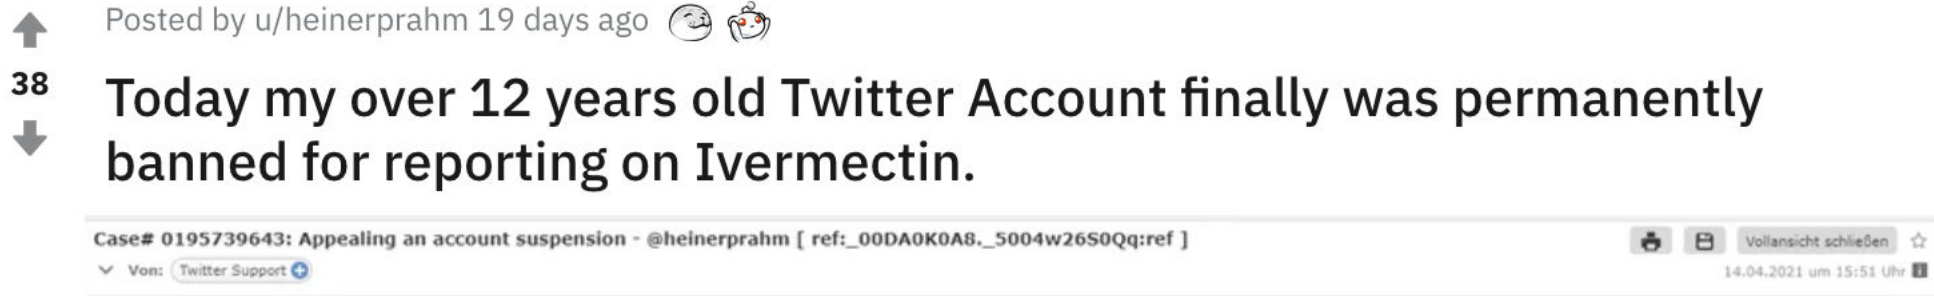 Posted by u/heinerprahm 19 days ago
38
Today my over 12 years old Twitter Account finally was permanently
banned for reporting on Ivermectin.
Case# 0195739643: Appealing an account suspension - @heinerprahm [ ref:_00DA0K0A8._5004w26S0Qq:ref ]
Vollansicht schließen
Von: Twitter Support
14.04.2021 um 15:51 Uhr